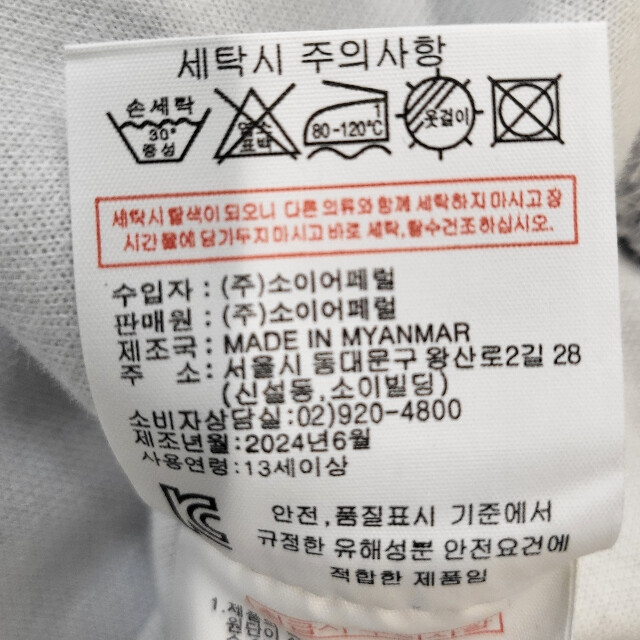 세탁시 주의사항
손세탁
30°
중성
염소
표백
1
80-120℃
옷걸이
세탁시 탈색이 되오니 다른 의류와 함께 세탁하지 마시고 장
시간 물에 담가두지 마시고 바로 세탁,탈수건조하십시오.
수입자 : (주)소이어페럴
판매원 : (주)소이어페럴
제조국 : MADE IN MYANMAR
주 소: 서울시 동대문구 왕산로2길 28
(신설동,소이빌딩)
소비자상담실:02)920-4800
제조년월:2024년6월
사용연령:13세이상
안전,품질표시 기준에서
규정한 유해성분 안전요건에
적합한 제품임
1.제품
원단이